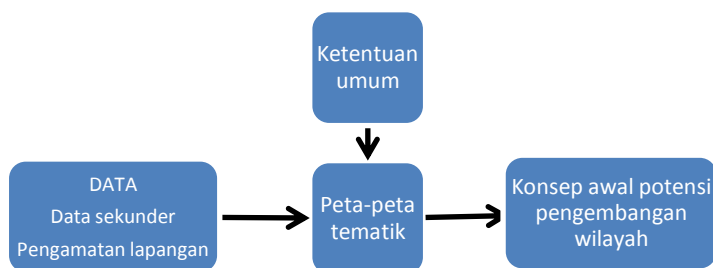 Ketentuan
umum
DATA
Data sekunder
Pengamatan lapangan
Peta-peta
tematik
Konsep awal potensi
pengembangan
wilayah